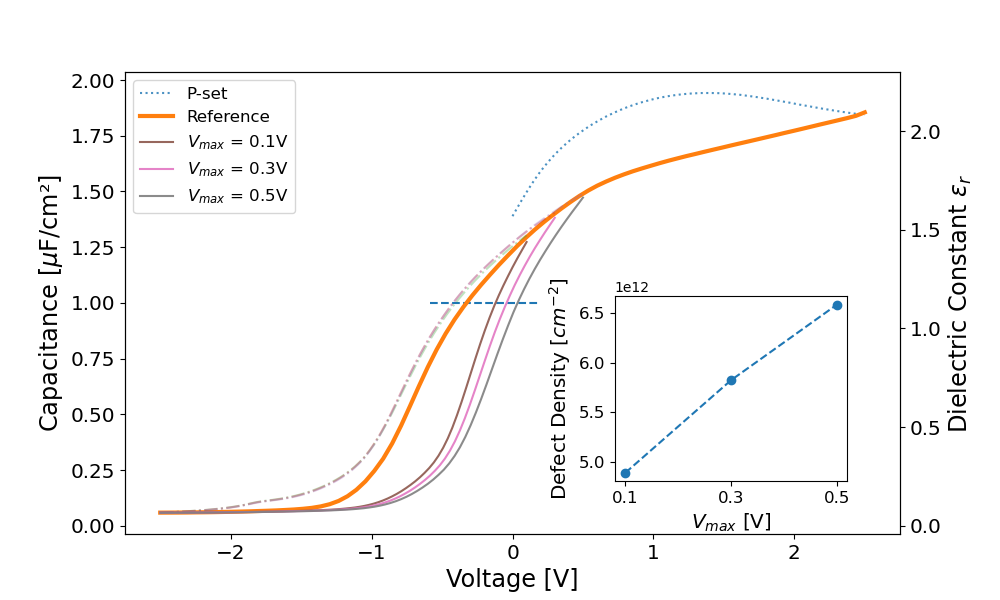 P-set
Reference
V_max = 0.1V
V_max = 0.3V
V_max = 0.5V
Capacitance [μF/cm²]
2.00
1.75
1.50
1.25
1.00
0.75
0.50
0.25
0.00
−2
−1
0
1
2
Voltage [V]
2.0
1.5
1.0
0.5
0.0
Dielectric Constant ε_r
1e12
6.5
6.0
5.5
5.0
Defect Density [cm⁻²]
0.1
0.3
0.5
V_max [V]